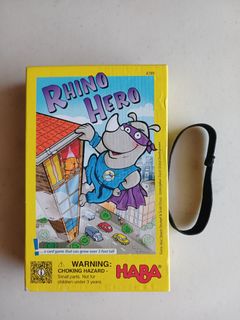 4789
RHINO
HERO
...a card game that can grow over 3 feet tall!
WARNING:
CHOKING HAZARD -
Small parts. Not for
children under 3 years.
HABA